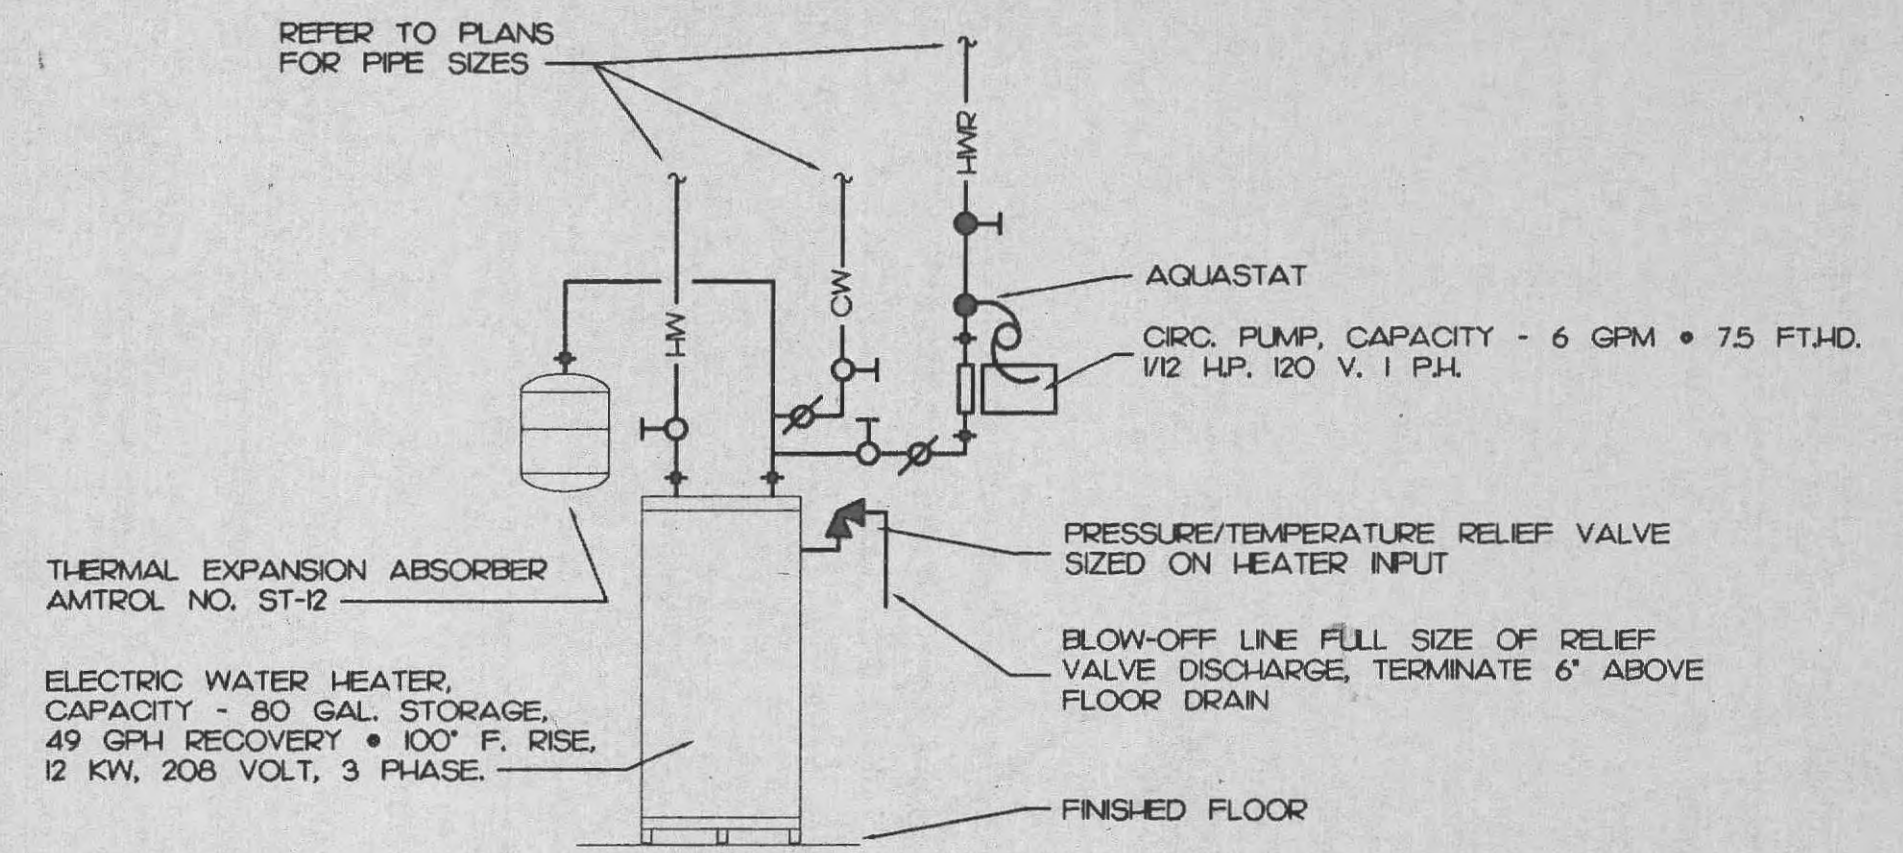 REFER TO PLANS
FOR PIPE SIZES
HWR
HW
CW
AQUASTAT
CIRC. PUMP, CAPACITY - 6 GPM • 7.5 FT.HD.
1/12 H.P. 120 V. 1 P.H.
PRESSURE/TEMPERATURE RELIEF VALVE
SIZED ON HEATER INPUT
THERMAL EXPANSION ABSORBER
AMTROL NO. ST-12
BLOW-OFF LINE FULL SIZE OF RELIEF
VALVE DISCHARGE, TERMINATE 6" ABOVE
FLOOR DRAIN
ELECTRIC WATER HEATER,
CAPACITY - 80 GAL. STORAGE,
49 GPH RECOVERY • 100° F. RISE,
12 KW, 208 VOLT, 3 PHASE.
FINISHED FLOOR